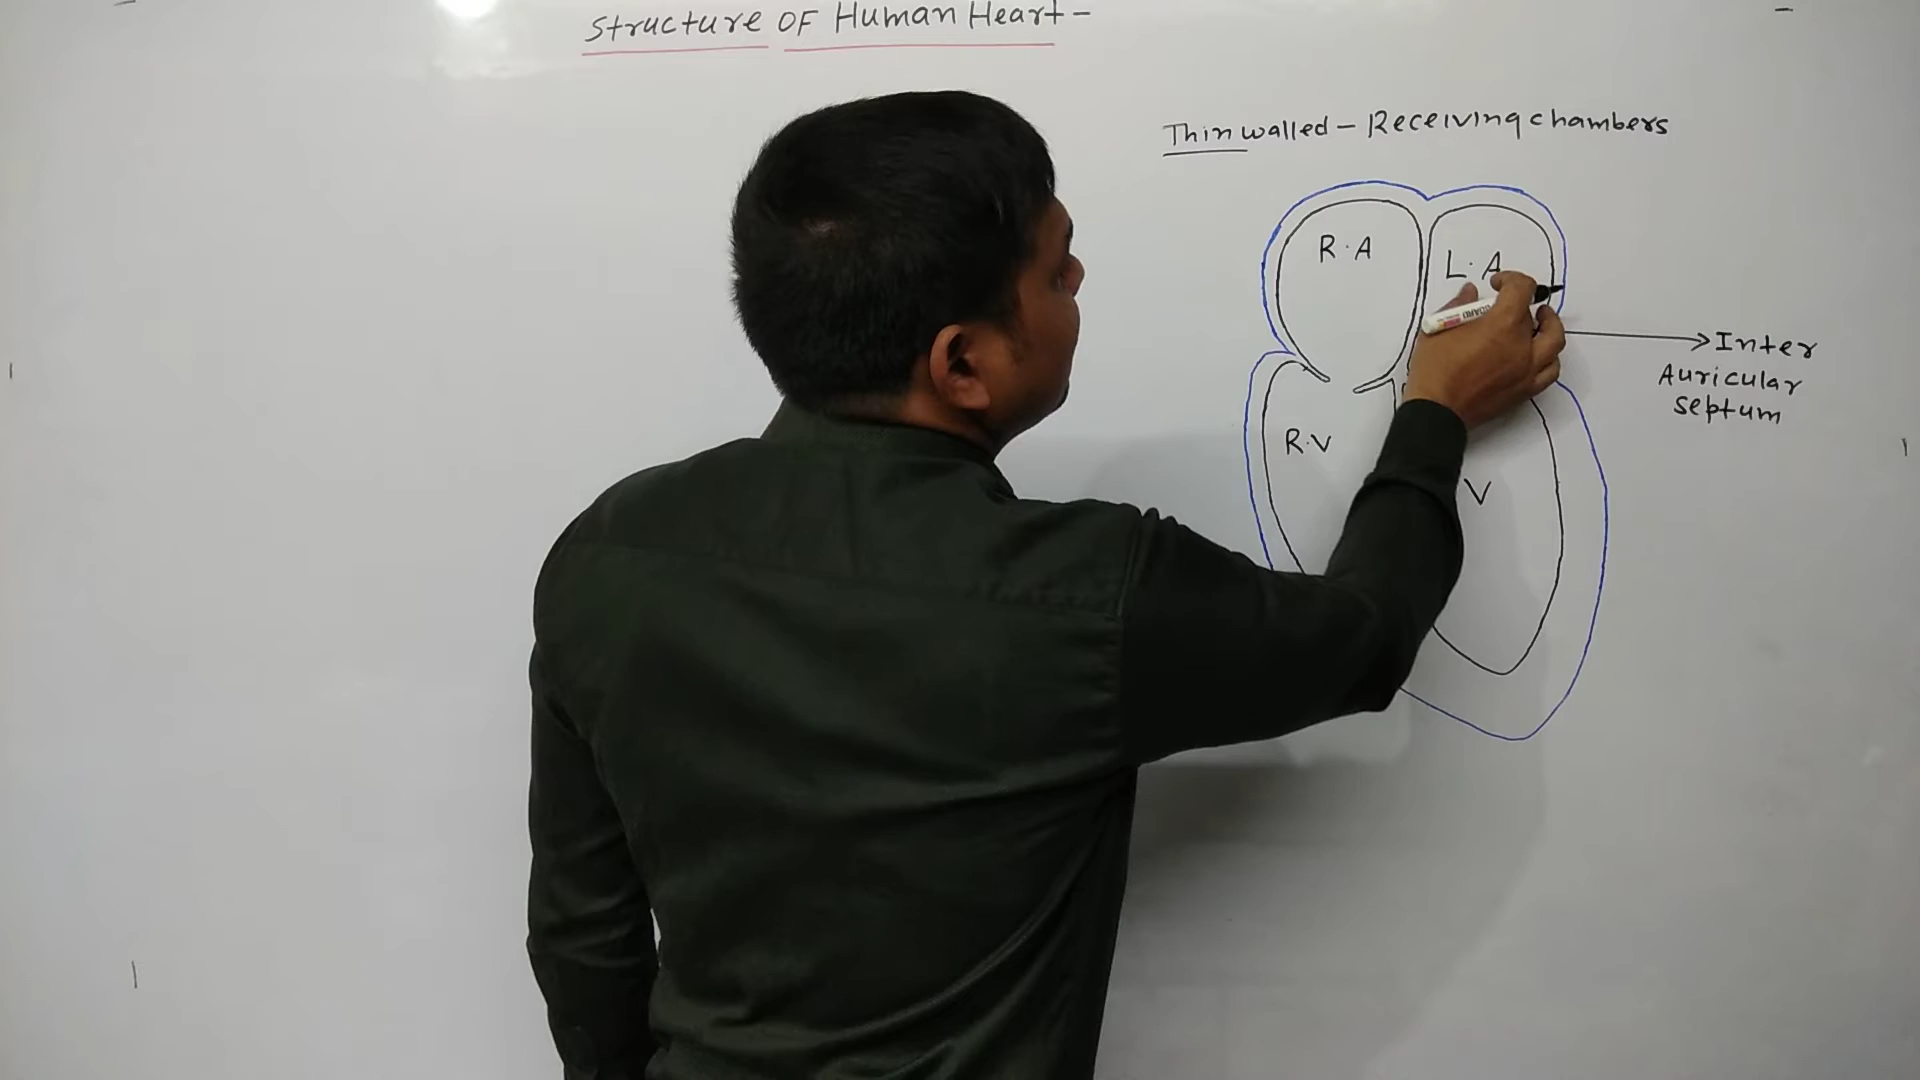 Structure OF Human Heart-
Thin walled - Receiving chambers
R.A
L.A
Inter
Auricular
Septum
R.V
V